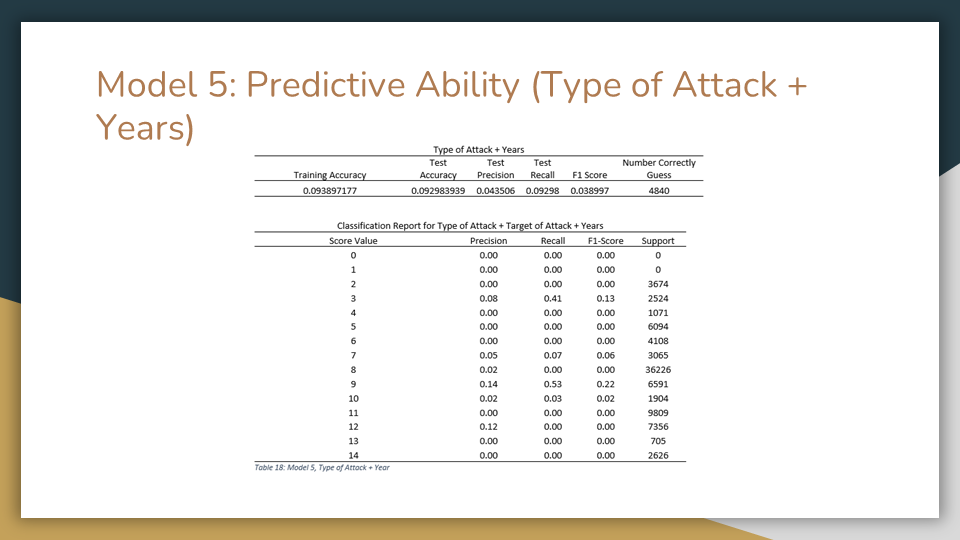 Model 5: Predictive Ability (Type of Attack +
Years)
Type of Attack + Years
Training Accuracy Test Accuracy Test Precision Test Recall F1 Score Number Correctly Guess
0.093897177 0.092983939 0.043506 0.09298 0.038997 4840
Classification Report for Type of Attack + Target of Attack + Years
Score Value Precision Recall F1-Score Support
0 0.00 0.00 0.00 0
1 0.00 0.00 0.00 0
2 0.00 0.00 0.00 3674
3 0.08 0.41 0.13 2524
4 0.00 0.00 0.00 1071
5 0.00 0.00 0.00 6094
6 0.00 0.00 0.00 4108
7 0.05 0.07 0.06 3065
8 0.02 0.00 0.00 36226
9 0.14 0.53 0.22 6591
10 0.02 0.03 0.02 1904
11 0.00 0.00 0.00 9809
12 0.12 0.00 0.00 7356
13 0.00 0.00 0.00 705
14 0.00 0.00 0.00 2626
Table 18: Model 5, Type of Attack + Year